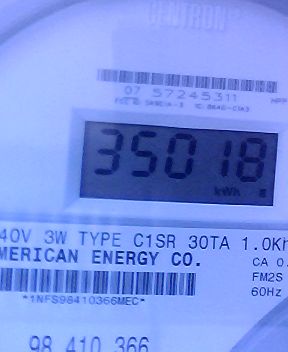 CENTRON
07 57245311
35018
kWh
40V 3W TYPE C1SR 30TA 1.0Kh
MERICAN ENERGY CO.
CA 0.
FM2S
60Hz
*1NFS98410366MEC*
98 410 366